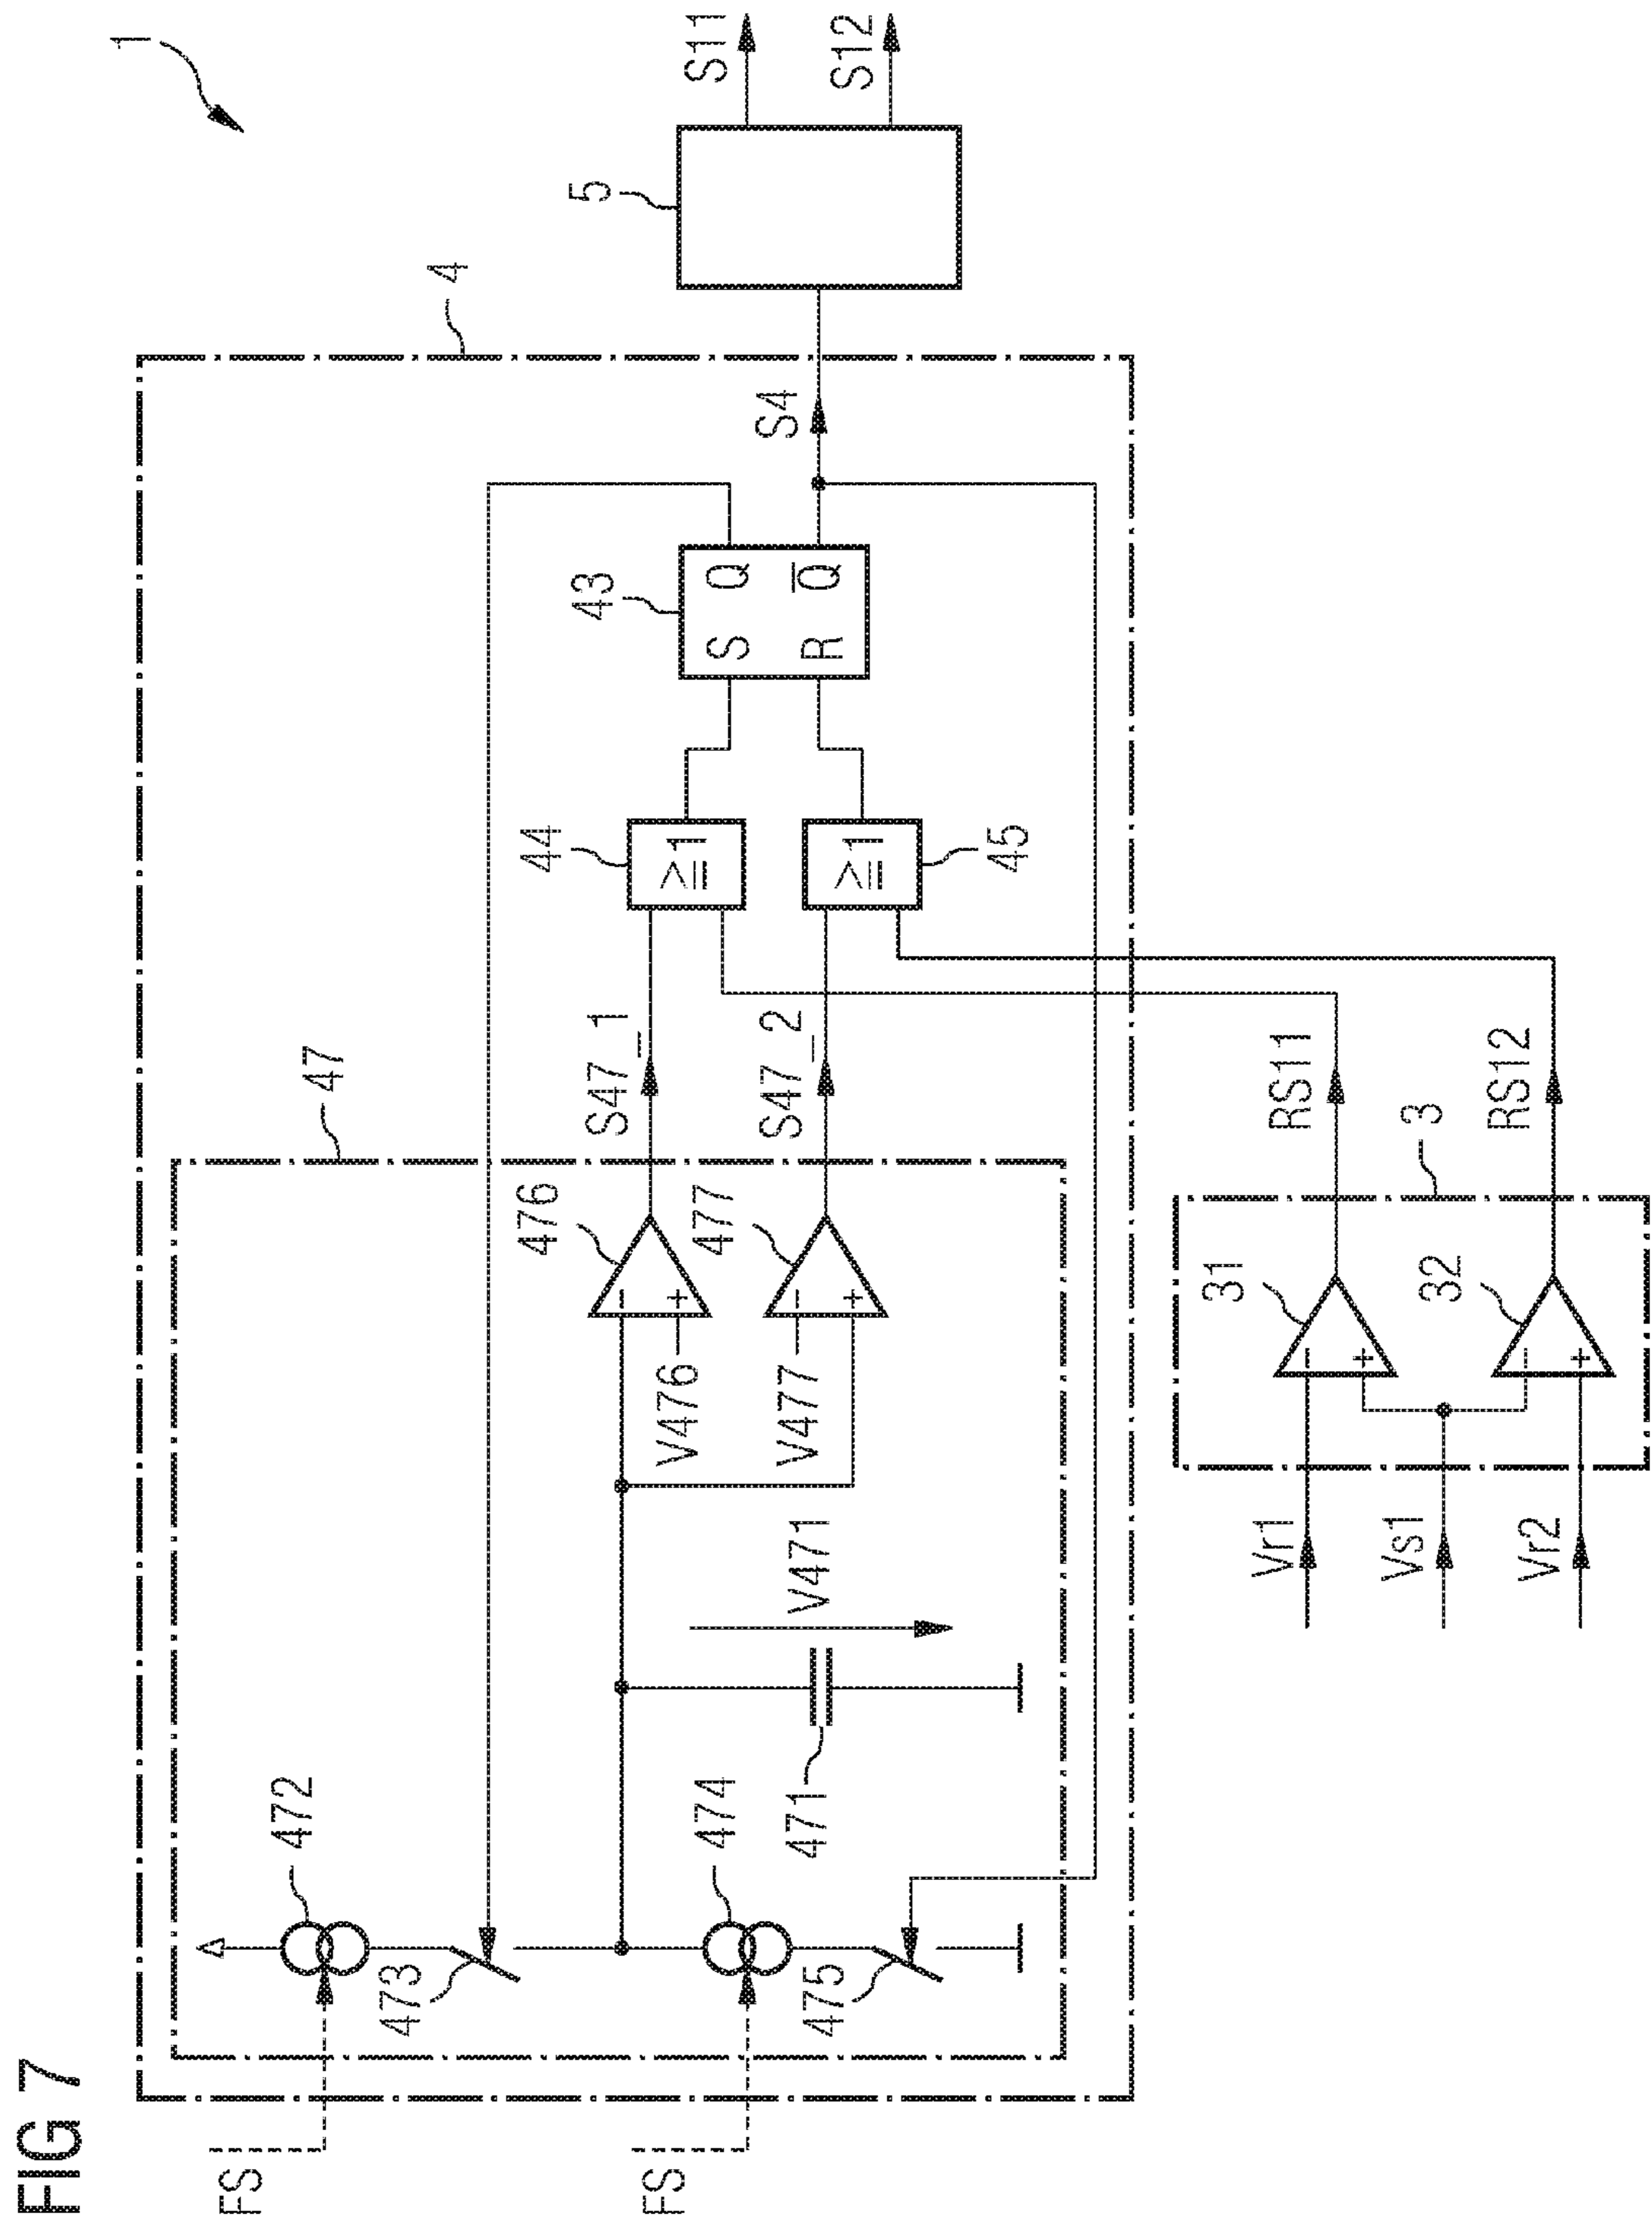 FIG 7
1
4
47
FS
472
473
FS
474
475
471
V471
476
V476
477
V477
S47_1
S47_2
44
≧1
45
≧1
43
S Q
R Q̅
S4
5
S11
S12
3
Vr1
Vs1
Vr2
31
32
- +
- +
- +
- +
RS11
RS12